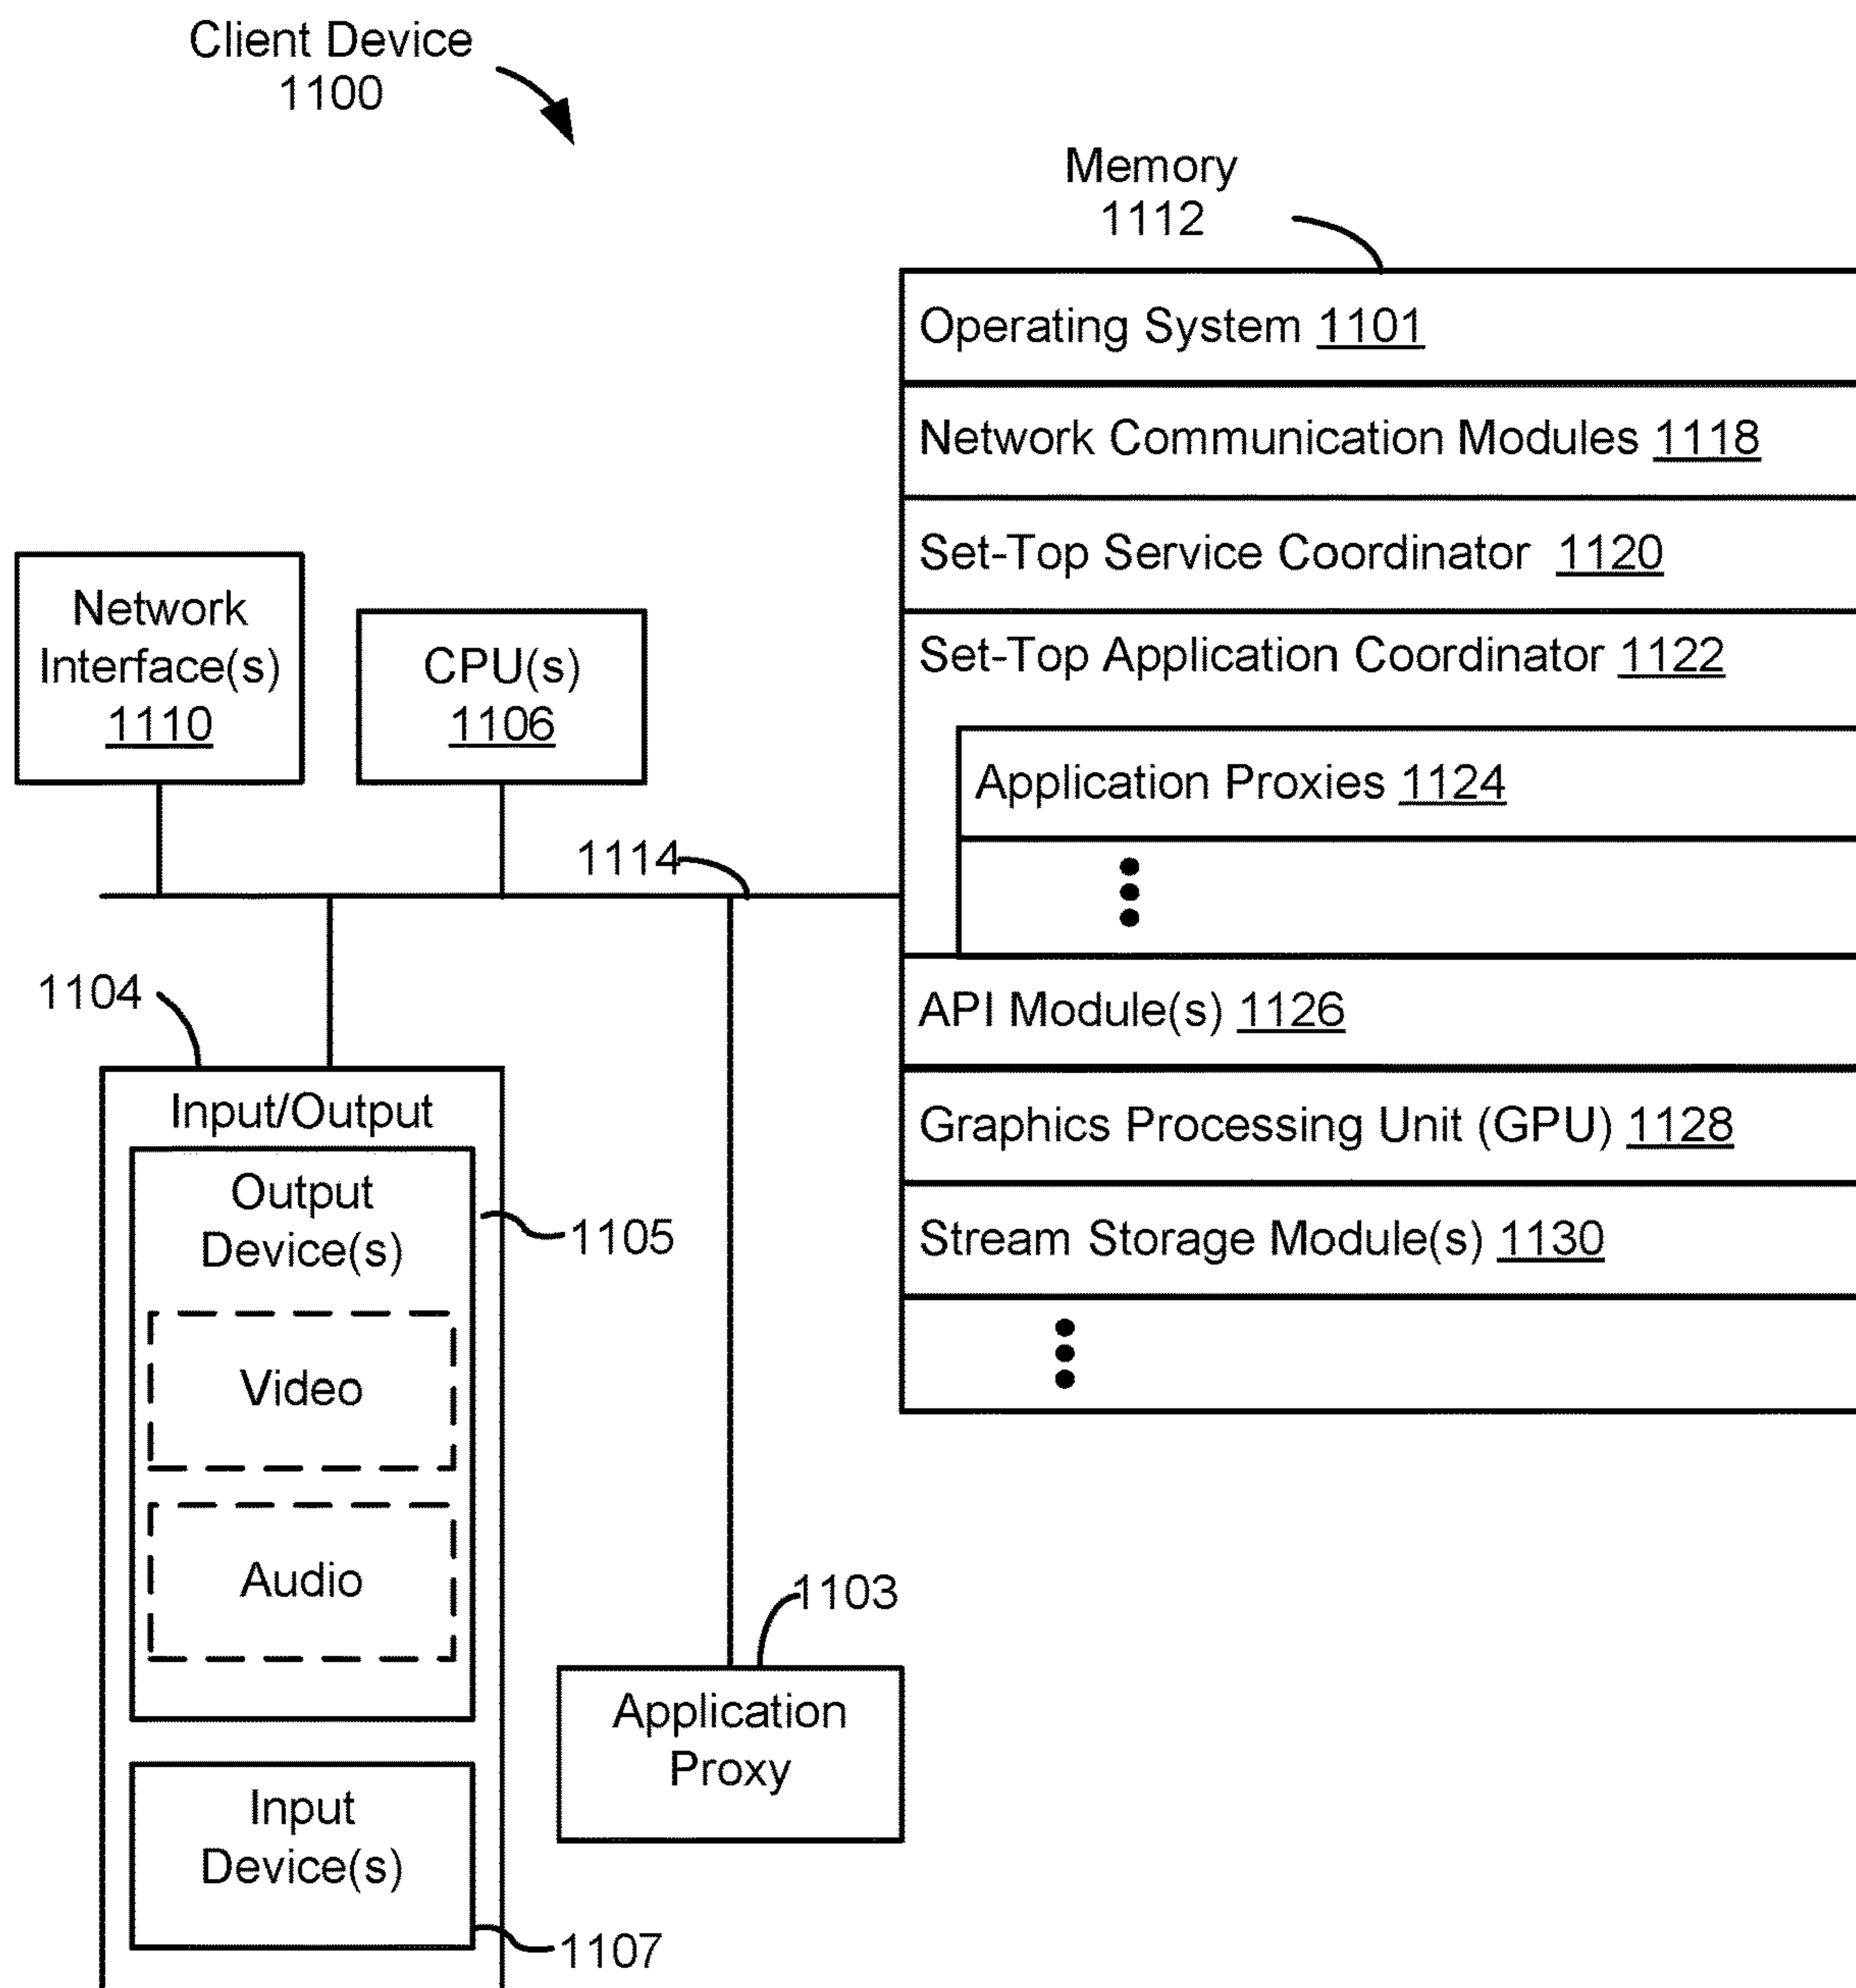 Client Device
1100
Memory
1112
Operating System 1101
Network Communication Modules 1118
Set-Top Service Coordinator 1120
Set-Top Application Coordinator 1122
Application Proxies 1124
API Module(s) 1126
Graphics Processing Unit (GPU) 1128
Stream Storage Module(s) 1130
Network
Interface(s)
1110
CPU(s)
1106
1114
1104
Input/Output
Output
Device(s)
1105
Video
Audio
Input
Device(s)
1107
1103
Application
Proxy